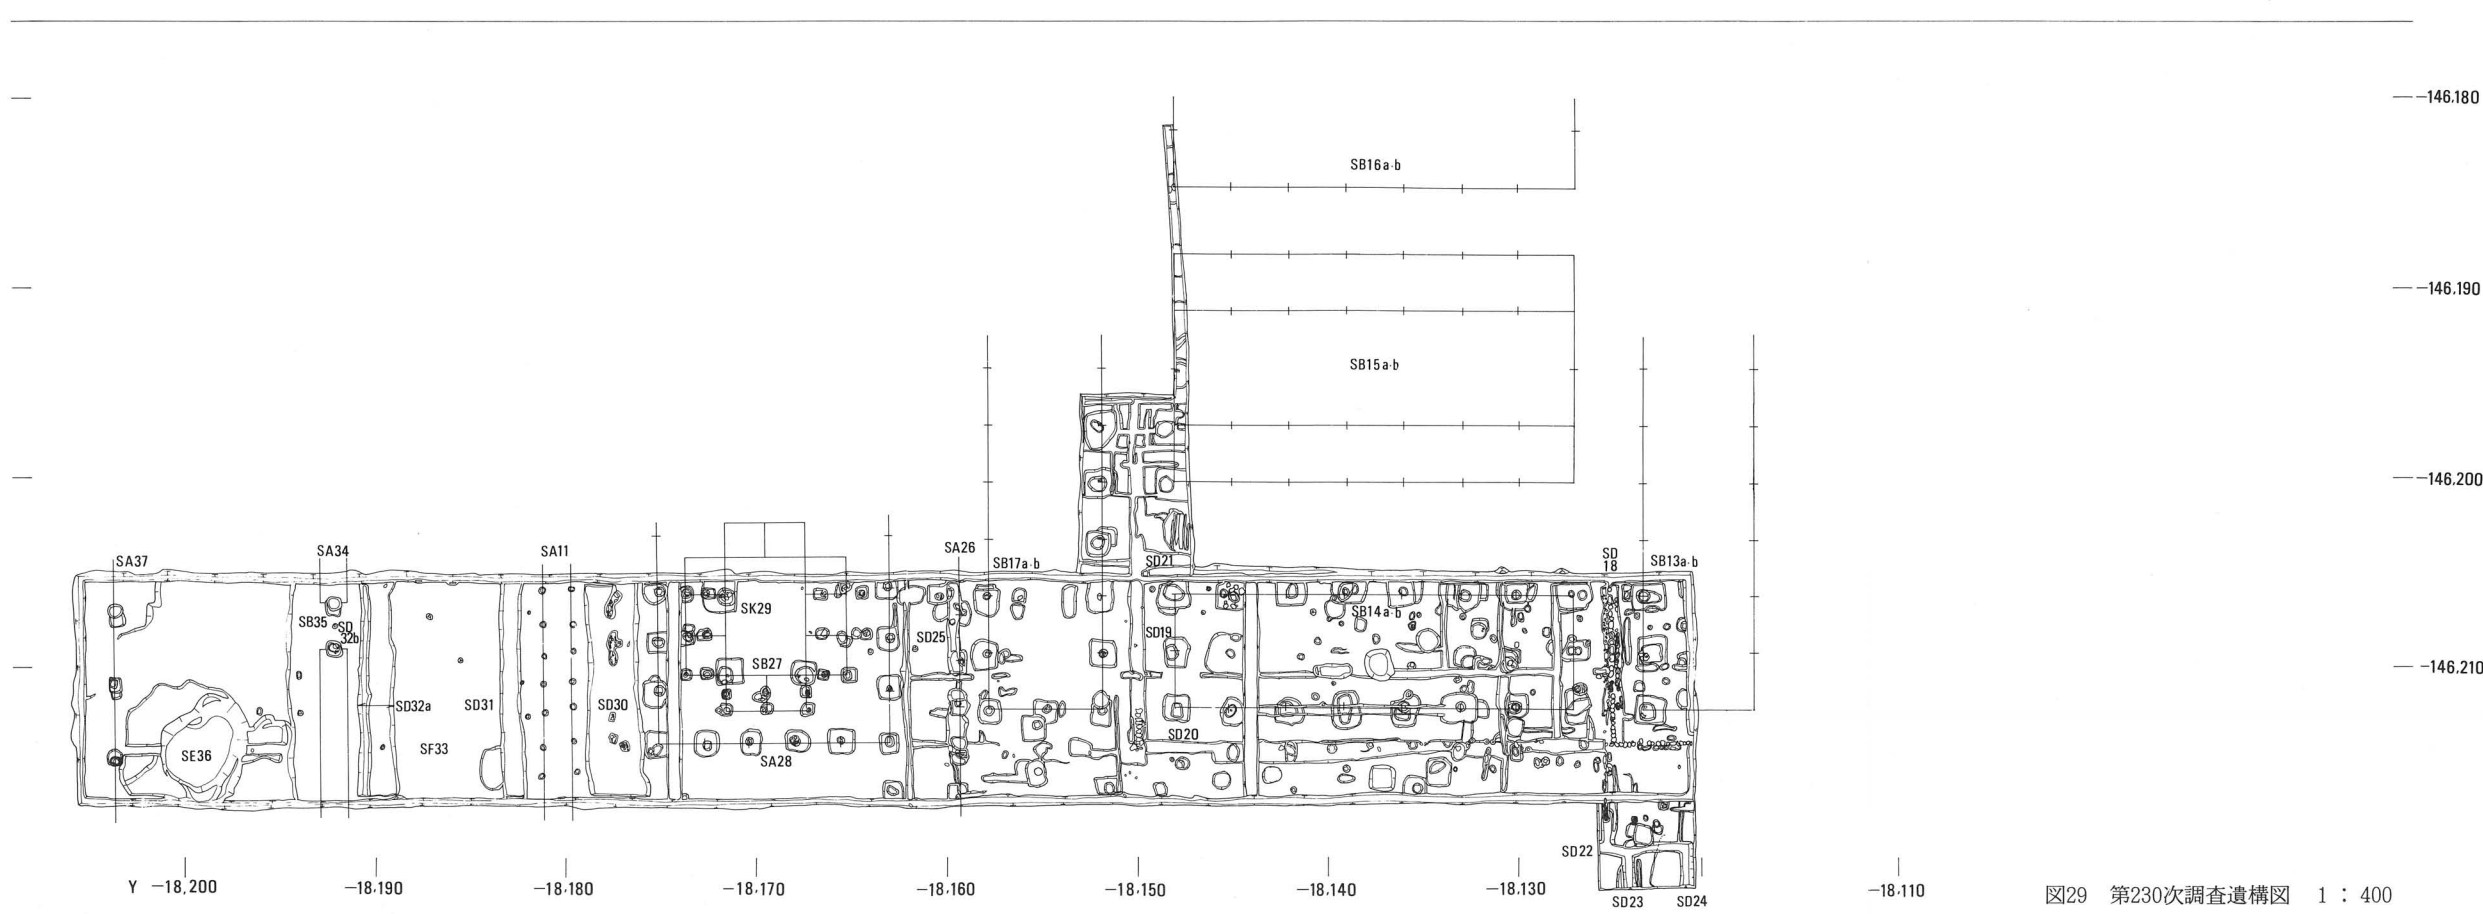 −146,180
SB16a·b
−146,190
SB15a·b
−146,200
SA37
SA34
SA11
SA26
SB17a·b
SD21
SD
18
SB13a·b
SK29
SB14a·b
SB35
SD
32b
SD25
SD19
SB27
−146,210
SD32a
SD31
SD30
SF33
SD20
SE36
SA28
SD22
Y −18,200
−18,190
−18,180
−18,170
−18,160
−18,150
−18,140
−18,130
−18,110
SD23
SD24
図29 第230次調査遺構図 1：400